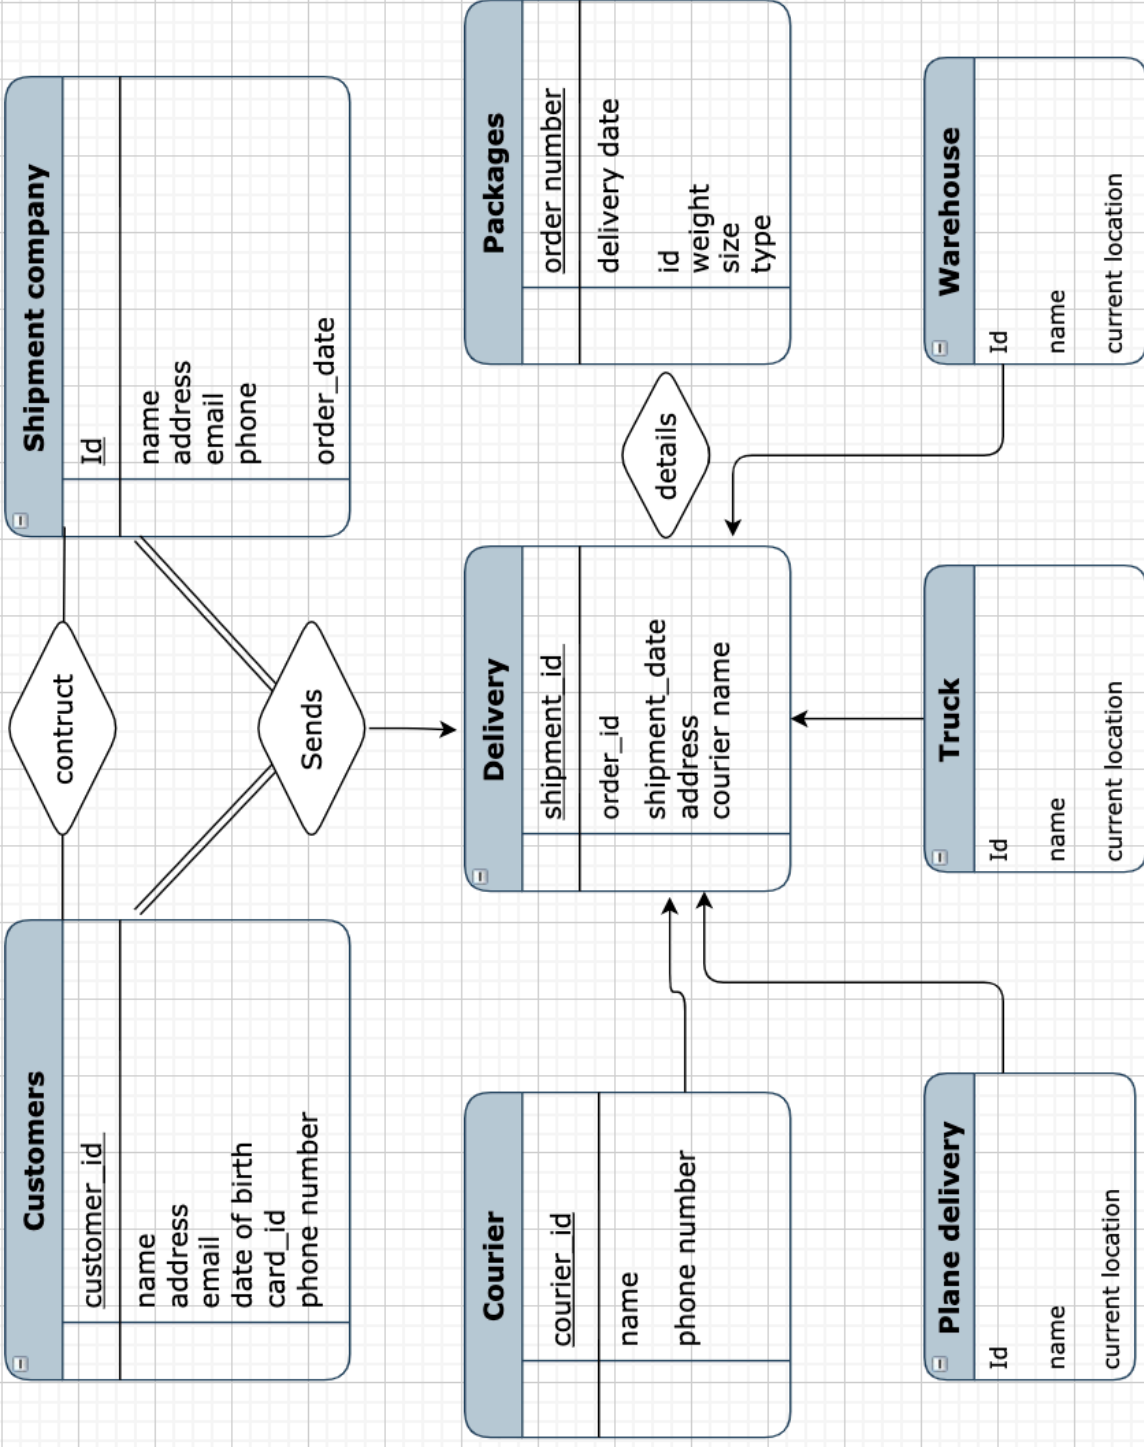 Customers
customer_id
name
address
email
date of birth
card_id
phone number
contruct
Sends
Shipment company
Id
name
address
email
phone
order_date
Courier
courier_id
name
phone number
Delivery
shipment_id
order_id
shipment_date
address
courier name
details
Packages
order number
delivery date
id
weight
size
type
Plane delivery
Id
name
current location
Truck
Id
name
current location
Warehouse
Id
name
current location